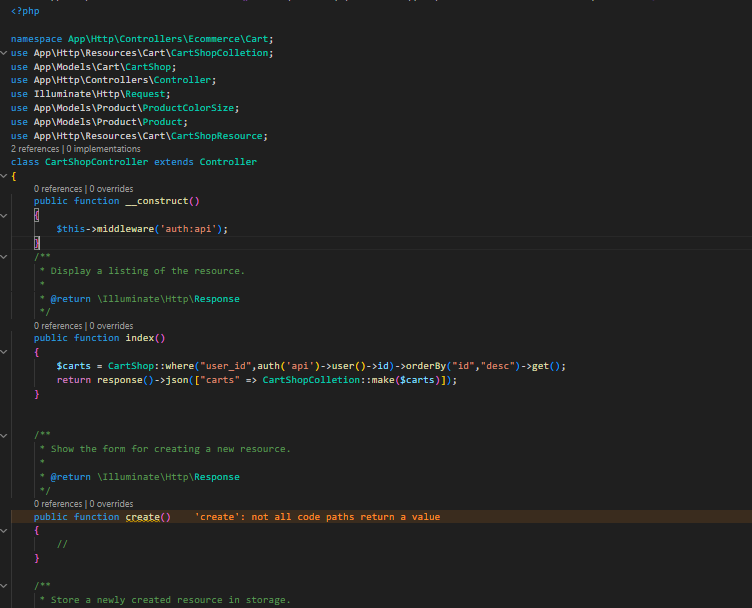 <?php
namespace App\Http\Controllers\Ecommerce\Cart;
use App\Http\Resources\Cart\CartShopColletion;
use App\Models\Cart\CartShop;
use App\Http\Controllers\Controller;
use Illuminate\Http\Request;
use App\Models\Product\ProductColorSize;
use App\Models\Product\Product;
use App\Http\Resources\Cart\CartShopResource;
2 references | 0 implementations
class CartShopController extends Controller
{
0 references | 0 overrides
public function __construct()
{
$this->middleware('auth:api');
}
/**
* Display a listing of the resource.
*
* @return \Illuminate\Http\Response
*/
0 references | 0 overrides
public function index()
{
$carts = CartShop::where("user_id",auth('api')->user()->id)->orderBy("id","desc")->get();
return response()->json(["carts" => CartShopColletion::make($carts)]);
}
/**
* Show the form for creating a new resource.
*
* @return \Illuminate\Http\Response
*/
0 references | 0 overrides
public function create() 'create': not all code paths return a value
{
//
}
/**
* Store a newly created resource in storage.